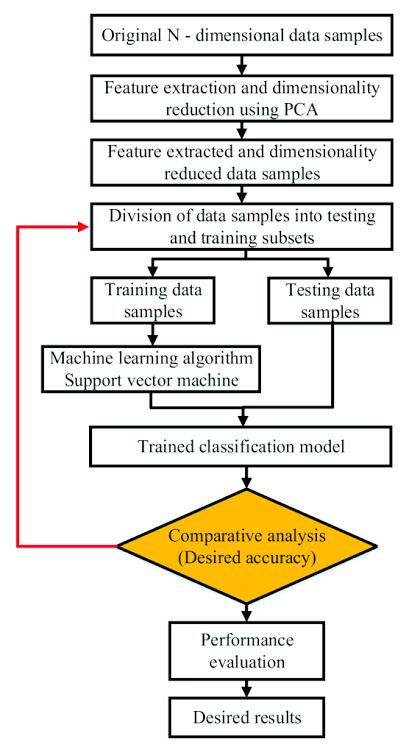 Original N - dimensional data samples
Feature extraction and dimensionality
reduction using PCA
Feature extracted and dimensionality
reduced data samples
Division of data samples into testing
and training subsets
Training data
samples
Testing data
samples
Machine learning algorithm
Support vector machine
Trained classification model
Comparative analysis
(Desired accuracy)
Performance
evaluation
Desired results